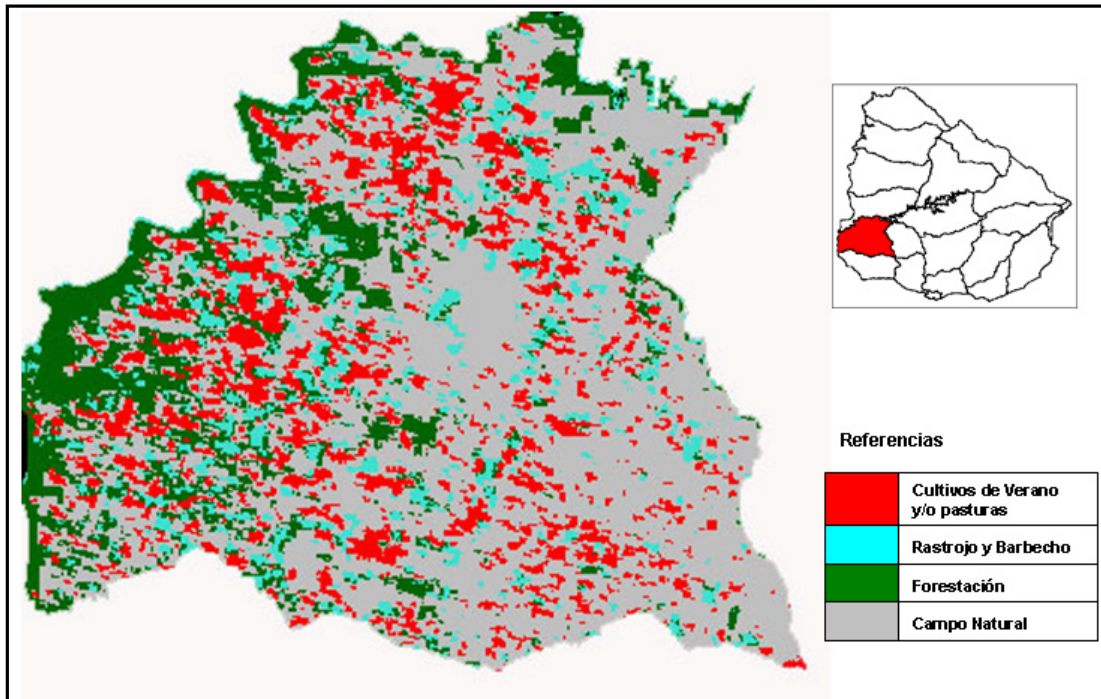 Referencias
Cultivos de Verano
y/o pasturas
Rastrojo y Barbecho
Forestación
Campo Natural